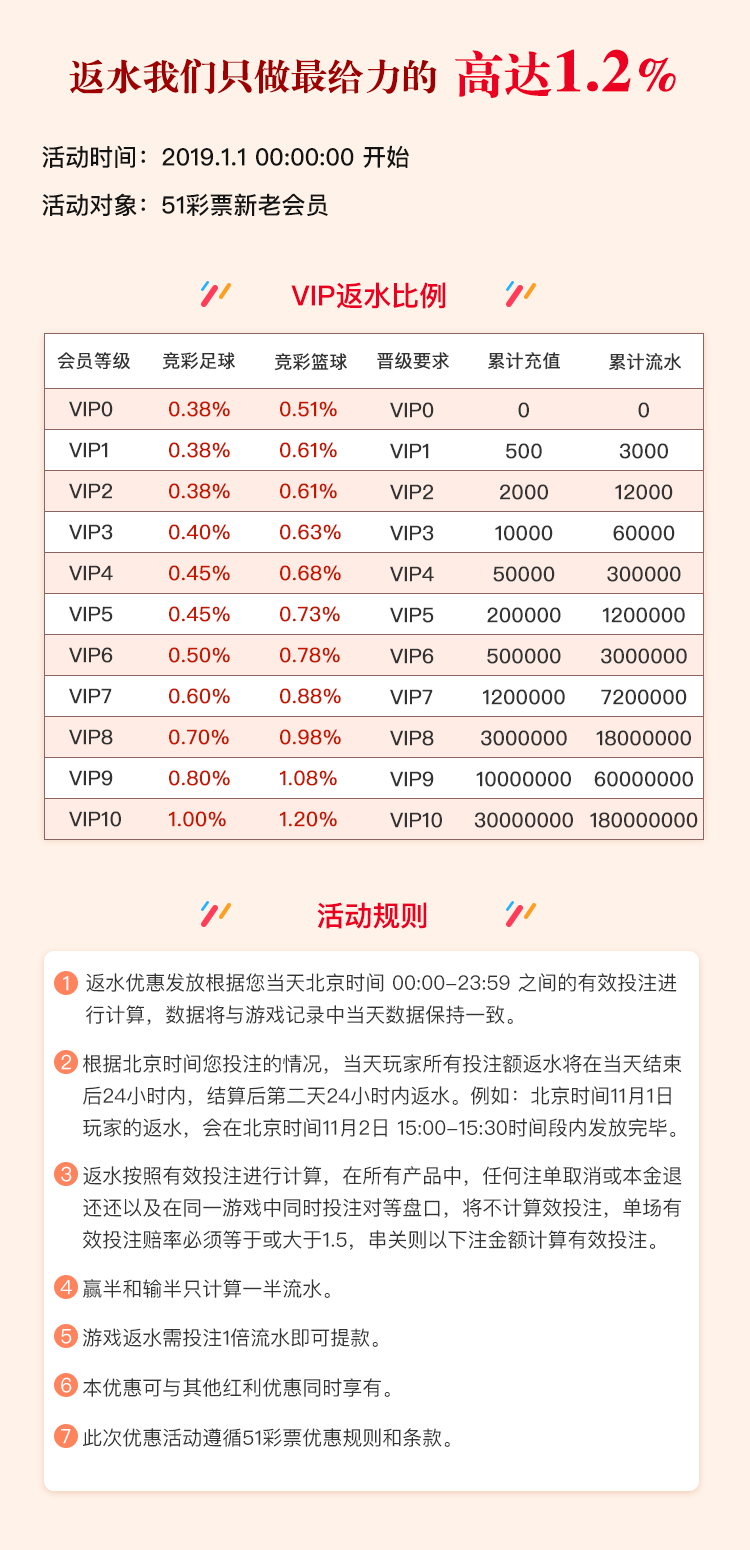 返水我们只做最给力的 高达1.2%
活动时间：2019.1.1 00:00:00 开始
活动对象：51彩票新老会员
VIP返水比例
会员等级 竞彩足球 竞彩篮球 晋级要求 累计充值 累计流水
VIP0 0.38% 0.51% VIP0 0 0
VIP1 0.38% 0.61% VIP1 500 3000
VIP2 0.38% 0.61% VIP2 2000 12000
VIP3 0.40% 0.63% VIP3 10000 60000
VIP4 0.45% 0.68% VIP4 50000 300000
VIP5 0.45% 0.73% VIP5 200000 1200000
VIP6 0.50% 0.78% VIP6 500000 3000000
VIP7 0.60% 0.88% VIP7 1200000 7200000
VIP8 0.70% 0.98% VIP8 3000000 18000000
VIP9 0.80% 1.08% VIP9 10000000 60000000
VIP10 1.00% 1.20% VIP10 30000000 180000000
活动规则
1 返水优惠发放根据您当天北京时间 00:00-23:59 之间的有效投注进
行计算，数据将与游戏记录中当天数据保持一致。
2 根据北京时间您投注的情况，当天玩家所有投注额返水将在当天结束
后24小时内，结算后第二天24小时内返水。例如：北京时间11月1日
玩家的返水，会在北京时间11月2日 15:00-15:30时间段内发放完毕。
3 返水按照有效投注进行计算，在所有产品中，任何注单取消或本金退
还还以及在同一游戏中同时投注对等盘口，将不计算效投注，单场有
效投注赔率必须等于或大于1.5，串关则以下注金额计算有效投注。
4 赢半和输半只计算一半流水。
5 游戏返水需投注1倍流水即可提款。
6 本优惠可与其他红利优惠同时享有。
7 此次优惠活动遵循51彩票优惠规则和条款。